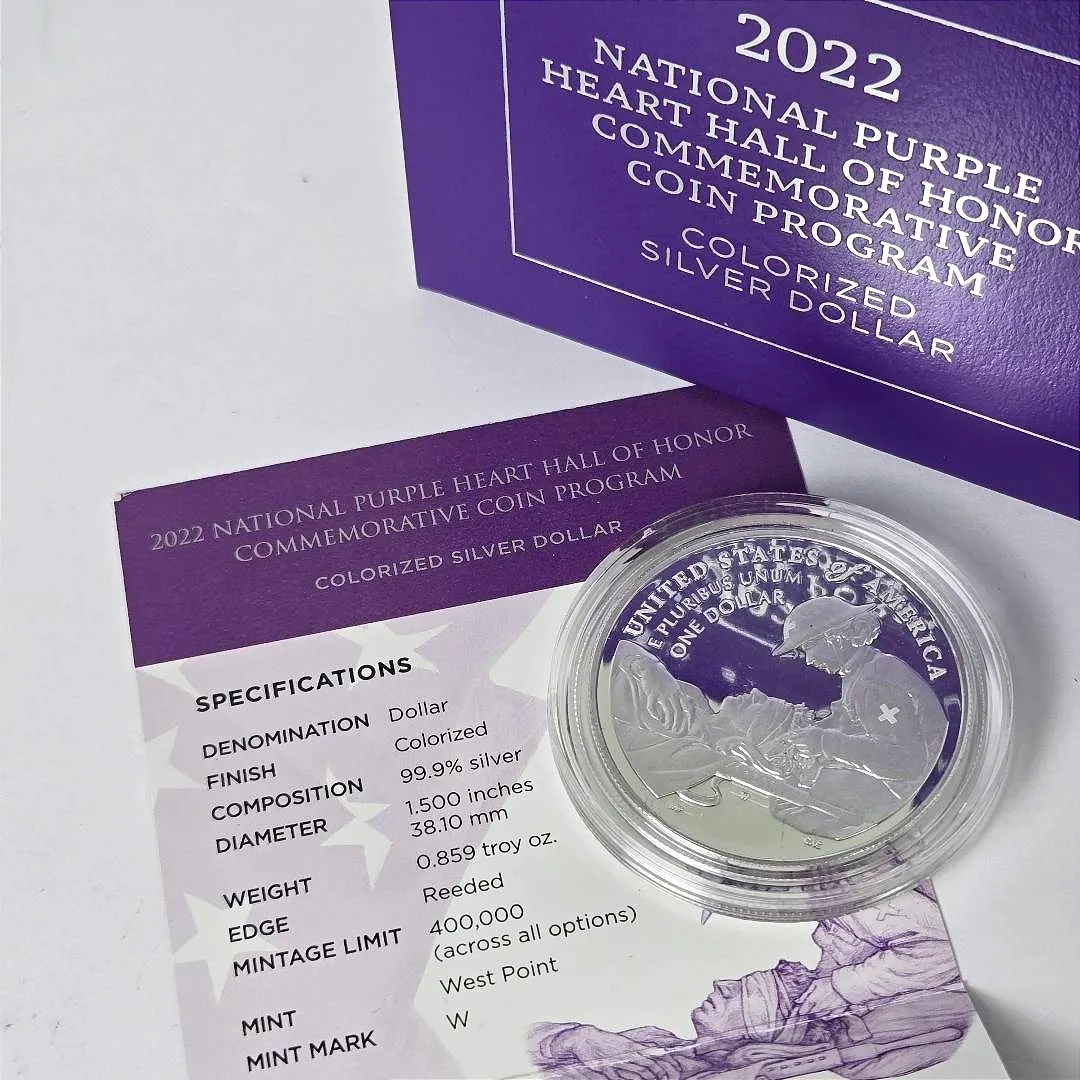 2022
NATIONAL PURPLE
HEART HALL OF HONOR
COMMEMORATIVE
COIN PROGRAM
COLORIZED
SILVER DOLLAR
2022 NATIONAL PURPLE HEART HALL OF HONOR
COMMEMORATIVE COIN PROGRAM
COLORIZED SILVER DOLLAR
UNITED STATES of AMERICA
E PLURIBUS UNUM
ONE DOLLAR
W
SPECIFICATIONS
DENOMINATION Dollar
FINISH Colorized
COMPOSITION 99.9% silver
DIAMETER 1.500 inches
38.10 mm
WEIGHT 0.859 troy oz.
EDGE Reeded
MINTAGE LIMIT 400,000
(across all options)
MINT West Point
MINT MARK W